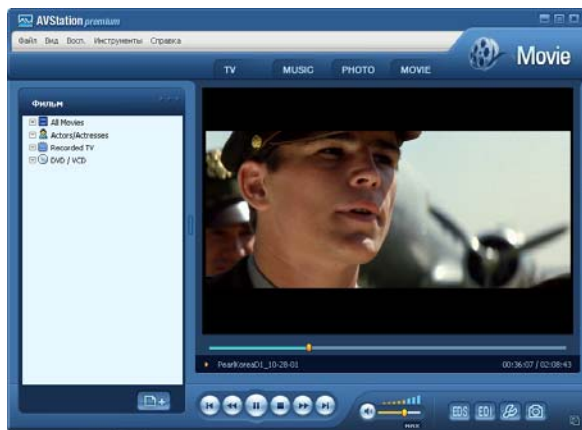 AVStation premium
Файл Вид Восп. Инструменты Справка
Movie
TV MUSIC PHOTO MOVIE
Фильм
All Movies
Actors/Actresses
Recorded TV
DVD / VCD
PearlKoreaD1_10-28-01 00:36:07 / 02:08:43
EDS EDI
MAX